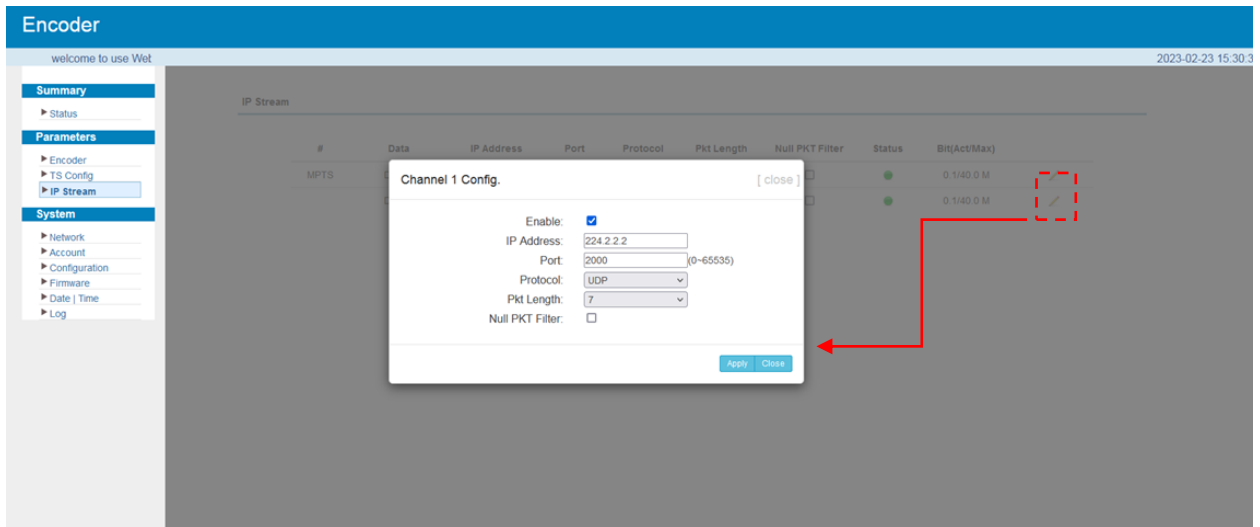 Encoder
welcome to use Wet
2023-02-23 15:30:3
Summary
Status
Parameters
Encoder
TS Config
IP Stream
System
Network
Account
Configuration
Firmware
Date | Time
Log
IP Stream
# Data IP Address Port Protocol Pkt Length Null PKT Filter Status Bit(Act/Max)
MPTS D 0.1/40.0 M
D 0.1/40.0 M
Channel 1 Config. [ close ]
Enable:
IP Address: 224.2.2.2
Port: 2000 (0~65535)
Protocol: UDP
Pkt Length: 7
Null PKT Filter:
Apply Close